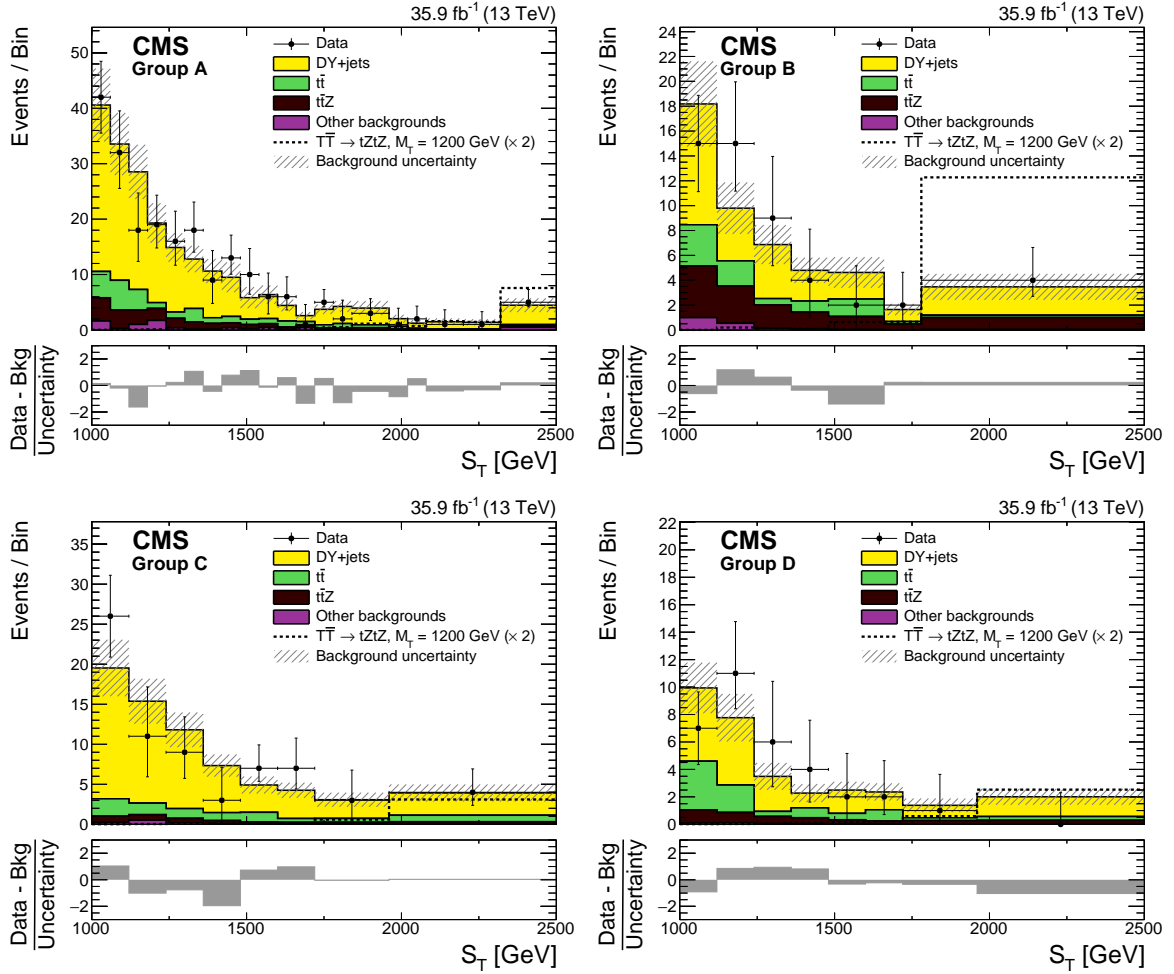 35.9 fb⁻¹ (13 TeV)
CMS
Group A
Events / Bin
Data
DY+jets
tt̄
tt̄Z
Other backgrounds
TT̄ → tZtZ, M_T = 1200 GeV (× 2)
Background uncertainty
50
40
30
20
10
0
Data - Bkg
Uncertainty
2
0
−2
1000 1500 2000 2500
S_T [GeV]
35.9 fb⁻¹ (13 TeV)
CMS
Group B
Events / Bin
Data
DY+jets
tt̄
tt̄Z
Other backgrounds
TT̄ → tZtZ, M_T = 1200 GeV (× 2)
Background uncertainty
24
22
20
18
16
14
12
10
8
6
4
2
0
Data - Bkg
Uncertainty
2
0
−2
1000 1500 2000 2500
S_T [GeV]
35.9 fb⁻¹ (13 TeV)
CMS
Group C
Events / Bin
Data
DY+jets
tt̄
tt̄Z
Other backgrounds
TT̄ → tZtZ, M_T = 1200 GeV (× 2)
Background uncertainty
35
30
25
20
15
10
5
0
Data - Bkg
Uncertainty
2
0
−2
1000 1500 2000 2500
S_T [GeV]
35.9 fb⁻¹ (13 TeV)
CMS
Group D
Events / Bin
Data
DY+jets
tt̄
tt̄Z
Other backgrounds
TT̄ → tZtZ, M_T = 1200 GeV (× 2)
Background uncertainty
22
20
18
16
14
12
10
8
6
4
2
0
Data - Bkg
Uncertainty
2
0
−2
1000 1500 2000 2500
S_T [GeV]